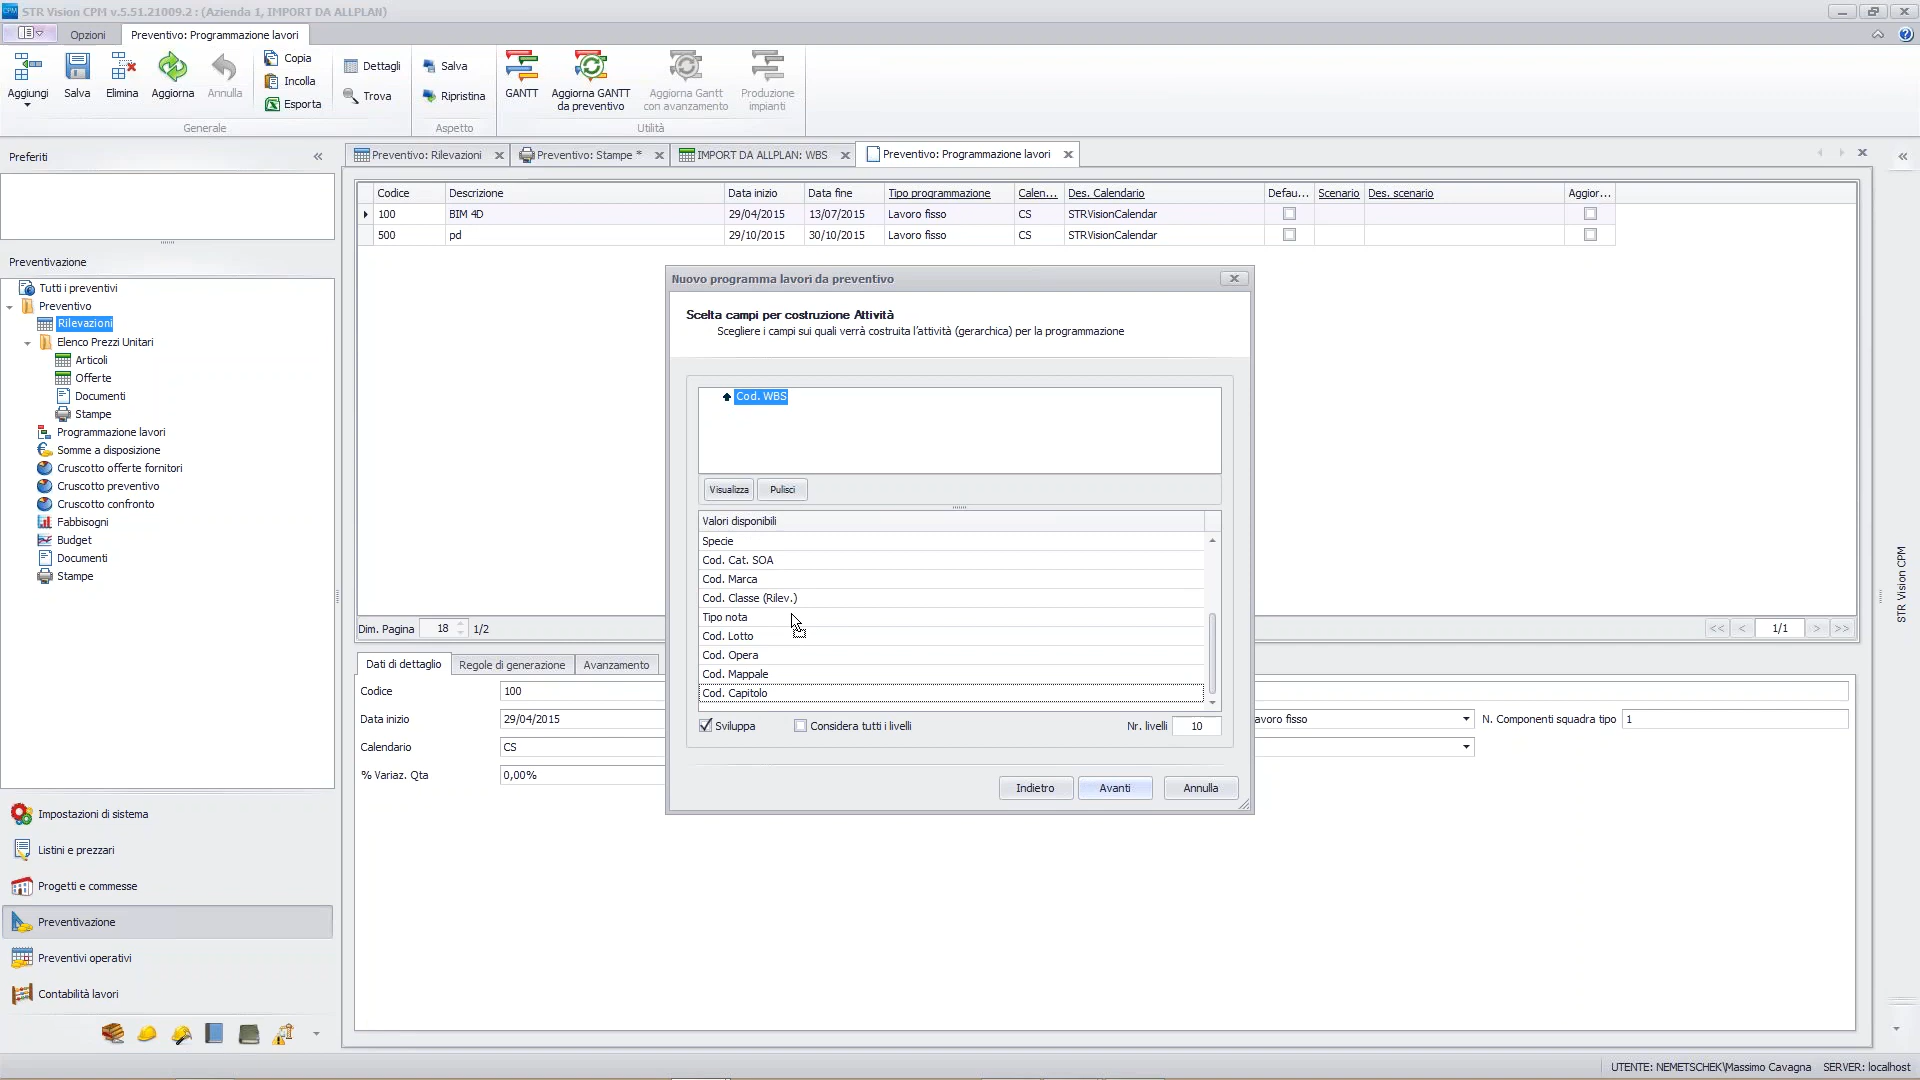 STR Vision CPM v.5.51.21009.2 : (Azienda 1, IMPORT DA ALLPLAN)
Opzioni
Preventivo: Programmazione lavori
Aggiungi
Salva
Elimina
Aggiorna
Annulla
Copia
Incolla
Esporta
Generale
Dettagli
Trova
Salva
Ripristina
Aspetto
GANTT
Aggiorna GANTT
da preventivo
Aggiorna Gantt
con avanzamento
Produzione
impianti
Utilità
Preferiti
Preventivo: Rilevazioni
Preventivo: Stampe *
IMPORT DA ALLPLAN: WBS
Preventivo: Programmazione lavori
Codice Descrizione Data inizio Data fine Tipo programmazione Calen... Des. Calendario Defau... Scenario Des. scenario Aggior...
100 BIM 4D 29/04/2015 13/07/2015 Lavoro fisso CS STRVisionCalendar
500 pd 29/10/2015 30/10/2015 Lavoro fisso CS STRVisionCalendar
Preventivazione
Tutti i preventivi
Preventivo
Rilevazioni
Elenco Prezzi Unitari
Articoli
Offerte
Documenti
Stampe
Programmazione lavori
Somme a disposizione
Cruscotto offerte fornitori
Cruscotto preventivo
Cruscotto confronto
Fabbisogni
Budget
Documenti
Stampe
Impostazioni di sistema
Listini e prezzari
Progetti e commesse
Preventivazione
Preventivi operativi
Contabilità lavori
Nuovo programma lavori da preventivo
Scelta campi per costruzione Attività
Scegliere i campi sui quali verrà costruita l'attività (gerarchica) per la programmazione
Cod. WBS
Visualizza
Pulisci
Valori disponibili
Specie
Cod. Cat. SOA
Cod. Marca
Cod. Classe (Rilev.)
Tipo nota
Cod. Lotto
Cod. Opera
Cod. Mappale
Cod. Capitolo
Sviluppa
Considera tutti i livelli
Nr. livelli 10
Indietro
Avanti
Annulla
Dim. Pagina 18 1/2
<< < 1/1 > >>
Dati di dettaglio
Regole di generazione
Avanzamento
Codice 100
Data inizio 29/04/2015
avoro fisso
N. Componenti squadra tipo 1
Calendario CS
% Variaz. Qta 0,00%
STR Vision CPM
UTENTE: NEMETSCHEK\Massimo Cavagna SERVER: localhost